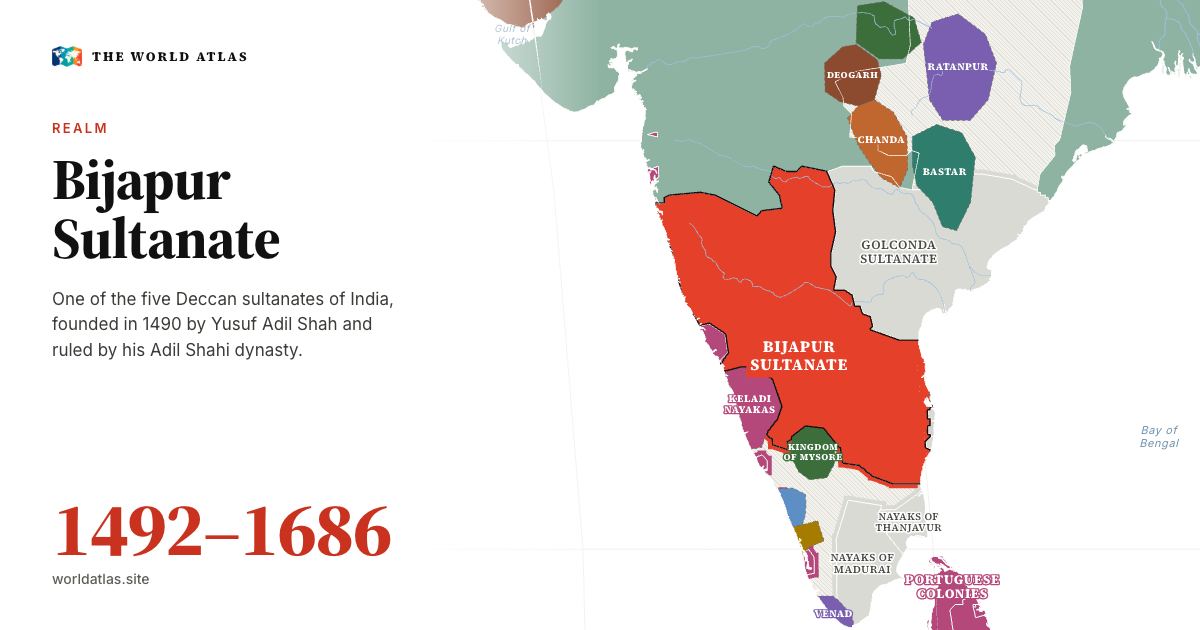 THE WORLD ATLAS
REALM
Bijapur
Sultanate
One of the five Deccan sultanates of India,
founded in 1490 by Yusuf Adil Shah and
ruled by his Adil Shahi dynasty.
1492–1686
worldatlas.site
Gulf of
Kutch
DEOGARH
RATANPUR
CHANDA
BASTAR
GOLCONDA
SULTANATE
BIJAPUR
SULTANATE
KELADI
NAYAKAS
KINGDOM
OF MYSORE
Bay of
Bengal
NAYAKS OF
THANJAVUR
NAYAKS OF
MADURAI
PORTUGUESE
COLONIES
VENAD